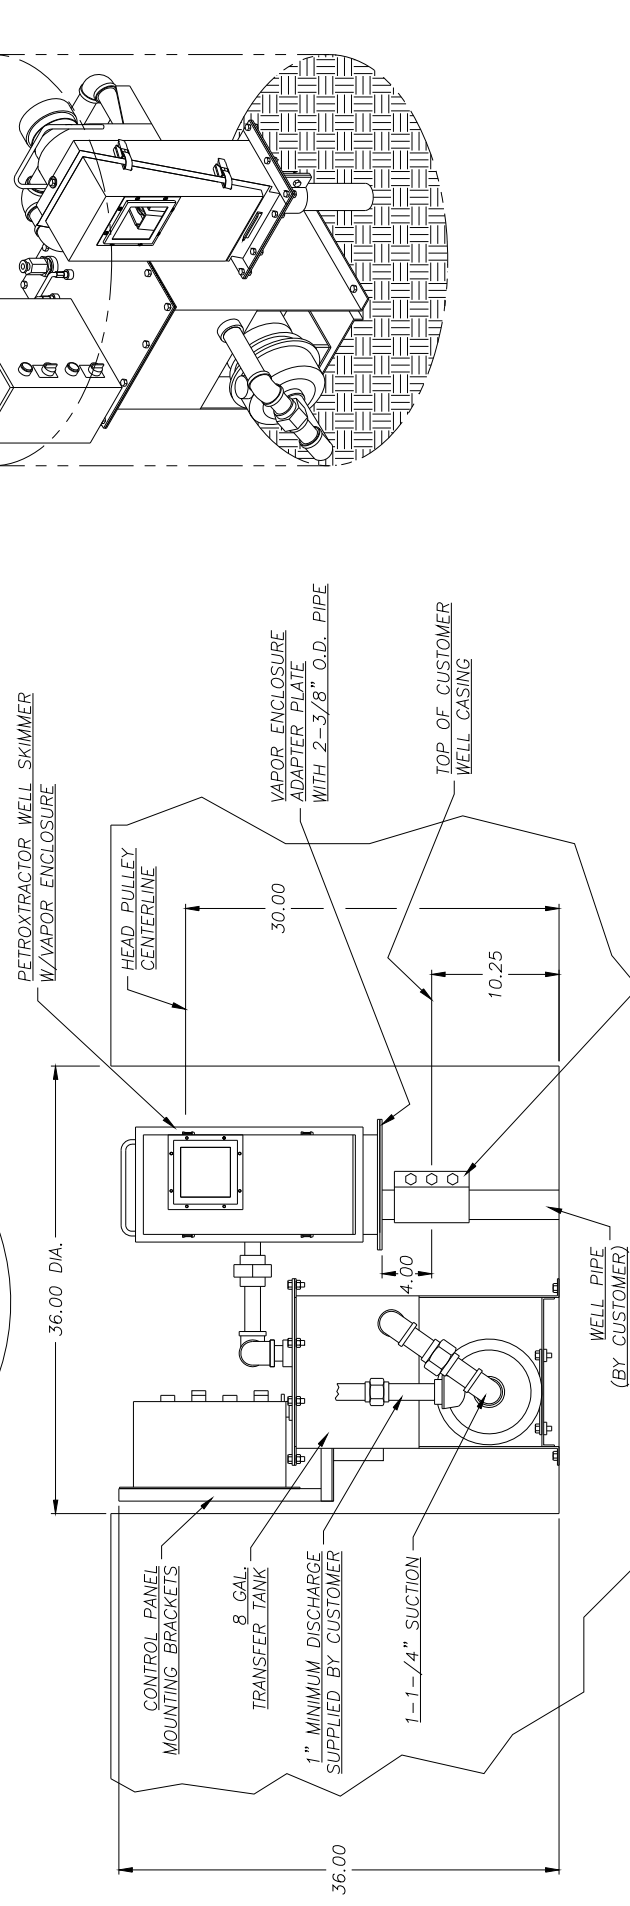 PETROXTRACTOR WELL SKIMMER
W/VAPOR ENCLOSURE
HEAD PULLEY
CENTERLINE
VAPOR ENCLOSURE
ADAPTER PLATE
WITH 2-3/8" O.D. PIPE
TOP OF CUSTOMER
WELL CASING
36.00 DIA.
30.00
10.25
4.00
WELL PIPE
(BY CUSTOMER)
CONTROL PANEL
MOUNTING BRACKETS
8 GAL.
TRANSFER TANK
1" MINIMUM DISCHARGE
SUPPLIED BY CUSTOMER
1-1-/4" SUCTION
36.00